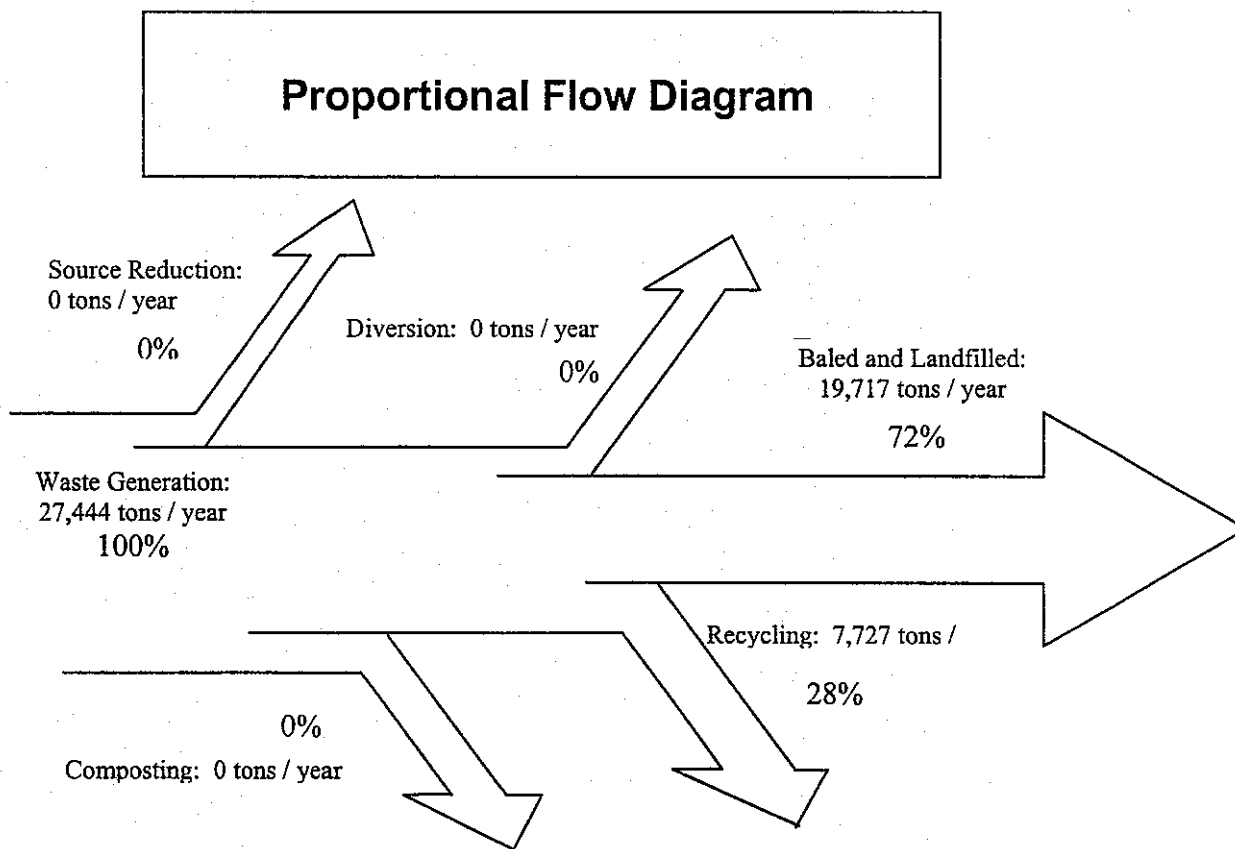 Proportional Flow Diagram
Source Reduction:
0 tons / year
0%
Diversion: 0 tons / year
0%
Baled and Landfilled:
19,717 tons / year
72%
Waste Generation:
27,444 tons / year
100%
Recycling: 7,727 tons /
28%
0%
Composting: 0 tons / year